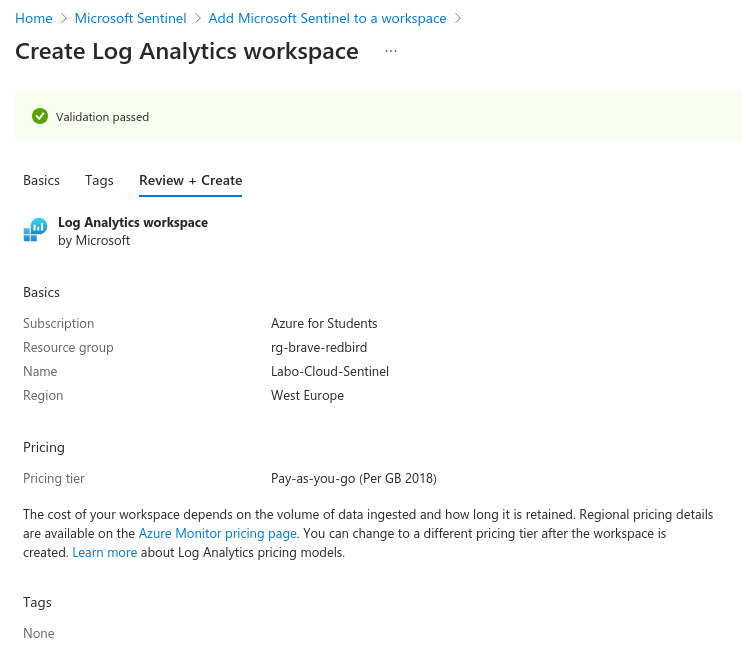 Home > Microsoft Sentinel > Add Microsoft Sentinel to a workspace >
Create Log Analytics workspace ...
Validation passed
Basics Tags Review + Create
Log Analytics workspace
by Microsoft
Basics
Subscription Azure for Students
Resource group rg-brave-redbird
Name Labo-Cloud-Sentinel
Region West Europe
Pricing
Pricing tier Pay-as-you-go (Per GB 2018)
The cost of your workspace depends on the volume of data ingested and how long it is retained. Regional pricing details
are available on the Azure Monitor pricing page. You can change to a different pricing tier after the workspace is
created. Learn more about Log Analytics pricing models.
Tags
None